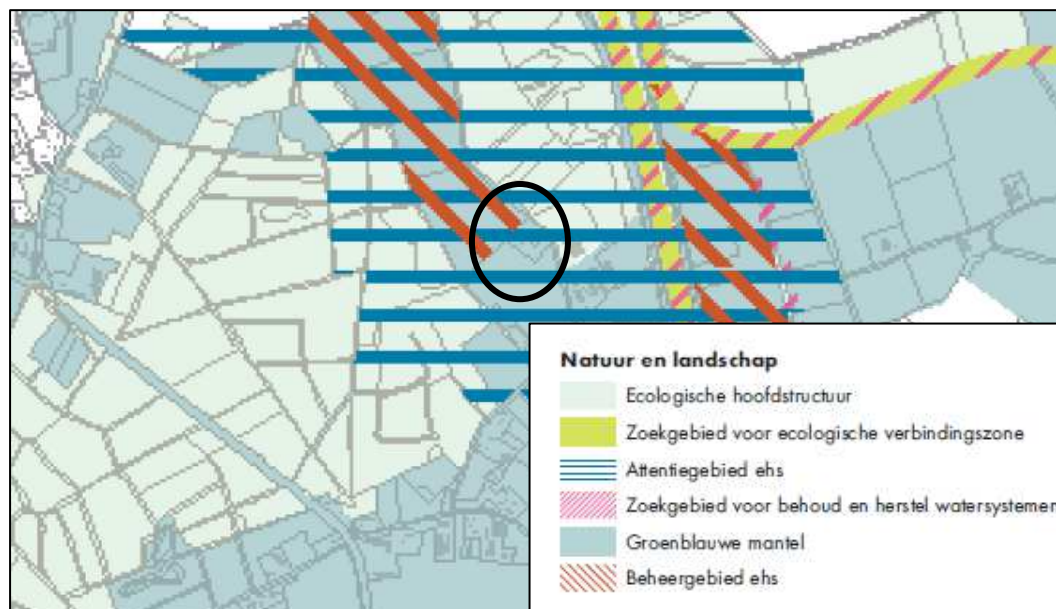 Natuur en landschap
Ecologische hoofdstructuur
Zoekgebied voor ecologische verbindingszone
Attentiegebied ehs
Zoekgebied voor behoud en herstel watersystemen
Groenblauwe mantel
Beheergebied ehs